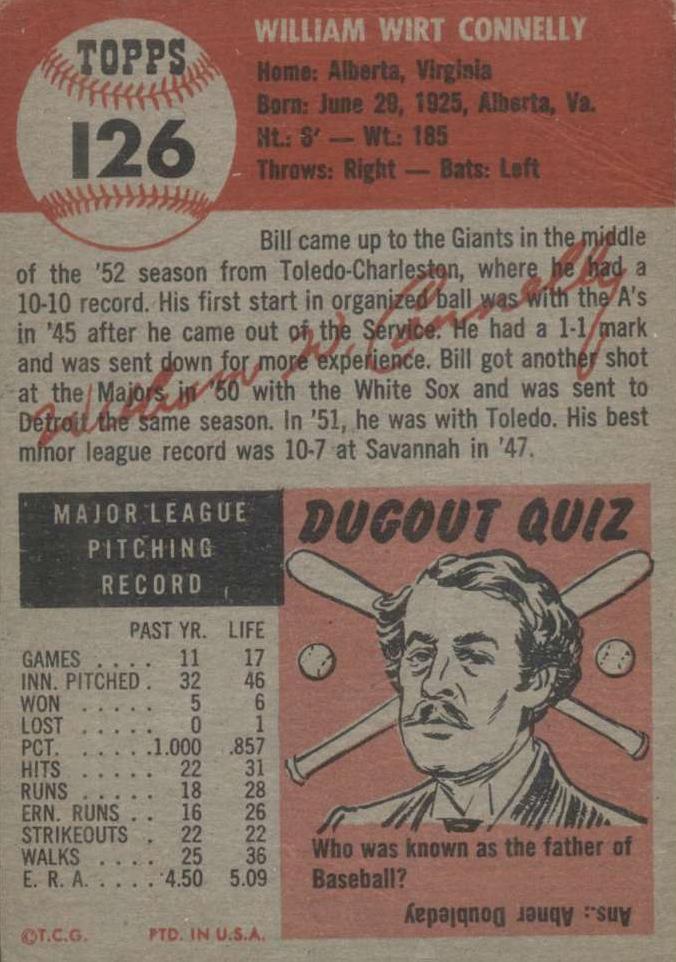 TOPPS
126
WILLIAM WIRT CONNELLY
Home: Alberta, Virginia
Born: June 29, 1925, Alberta, Va.
Ht.: 6' — Wt.: 185
Throws: Right — Bats: Left
Bill came up to the Giants in the middle
of the '52 season from Toledo-Charleston, where he had a
10-10 record. His first start in organized ball was with the A's
in '45 after he came out of the Service. He had a 1-1 mark
and was sent down for more experience. Bill got another shot
at the Majors in '50 with the White Sox and was sent to
Detroit the same season. In '51, he was with Toledo. His best
minor league record was 10-7 at Savannah in '47.
William W. Connelly
MAJOR LEAGUE
PITCHING
RECORD
PAST YR. LIFE
GAMES .... 11 17
INN. PITCHED . 32 46
WON ..... 5 6
LOST ..... 0 1
PCT. ..... 1.000 .857
HITS ..... 22 31
RUNS ..... 18 28
ERN. RUNS .. 16 26
STRIKEOUTS . 22 22
WALKS .... 25 36
E. R. A. .... 4.50 5.09
©T.C.G. PTD. IN U.S.A.
DUGOUT QUIZ
Who was known as the father of
Baseball?
Ans.: Abner Doubleday